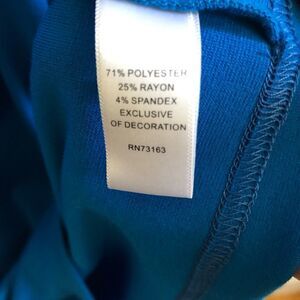 71% POLYESTER
25% RAYON
4% SPANDEX
EXCLUSIVE
OF DECORATION
RN73163